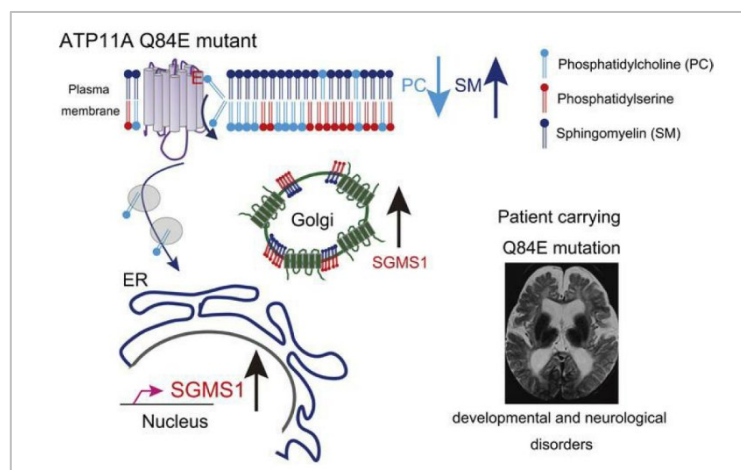 ATP11A Q84E mutant
E
Plasma
membrane
PC
SM
Phosphatidylcholine (PC)
Phosphatidylserine
Sphingomyelin (SM)
Golgi
SGMS1
ER
SGMS1
Nucleus
Patient carrying
Q84E mutation
developmental and neurological
disorders